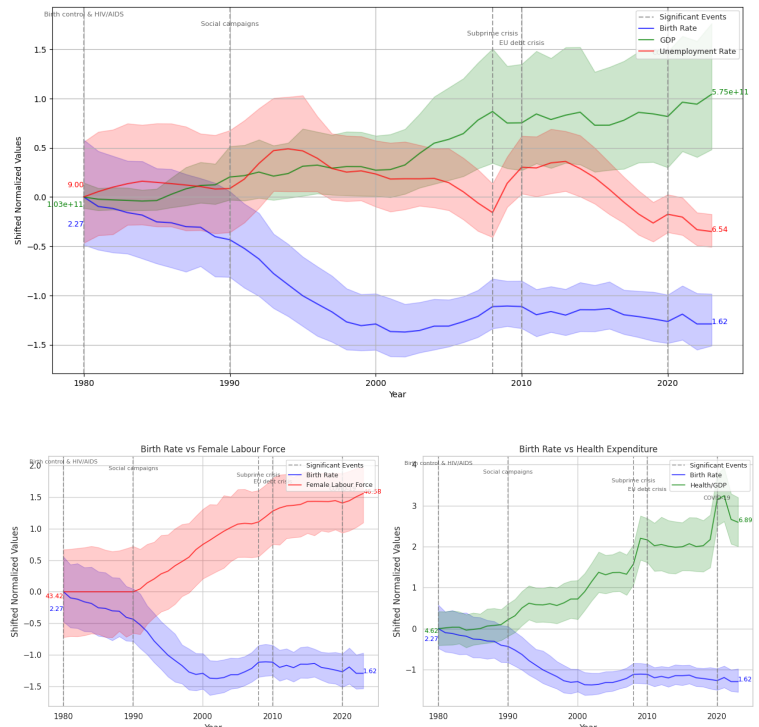 Birth control & HIV/AIDS
Social campaigns
Subprime crisis
EU debt crisis
Significant Events
Birth Rate
GDP
Unemployment Rate
1.5
1.0
0.5
0.0
−0.5
−1.0
−1.5
Shifted Normalized Values
9.00
1.03e+11
2.27
5.75e+11
6.54
1.62
1980
1990
2000
2010
2020
Year
Birth Rate vs Female Labour Force
Birth control & HIV/AIDS
Social campaigns
Subprime crisis
EU debt crisis
Significant Events
Birth Rate
Female Labour Force
2.0
1.5
1.0
0.5
0.0
−0.5
−1.0
−1.5
Shifted Normalized Values
43.42
2.27
1.62
1980
1990
2000
2010
2020
Year
Birth Rate vs Health Expenditure
Birth control & HIV/AIDS
Social campaigns
Subprime crisis
EU debt crisis
Significant Events
Birth Rate
Health/GDP
4
3
2
1
0
−1
Shifted Normalized Values
4.62
2.27
6.89
1.62
1980
1990
2000
2010
2020
Year